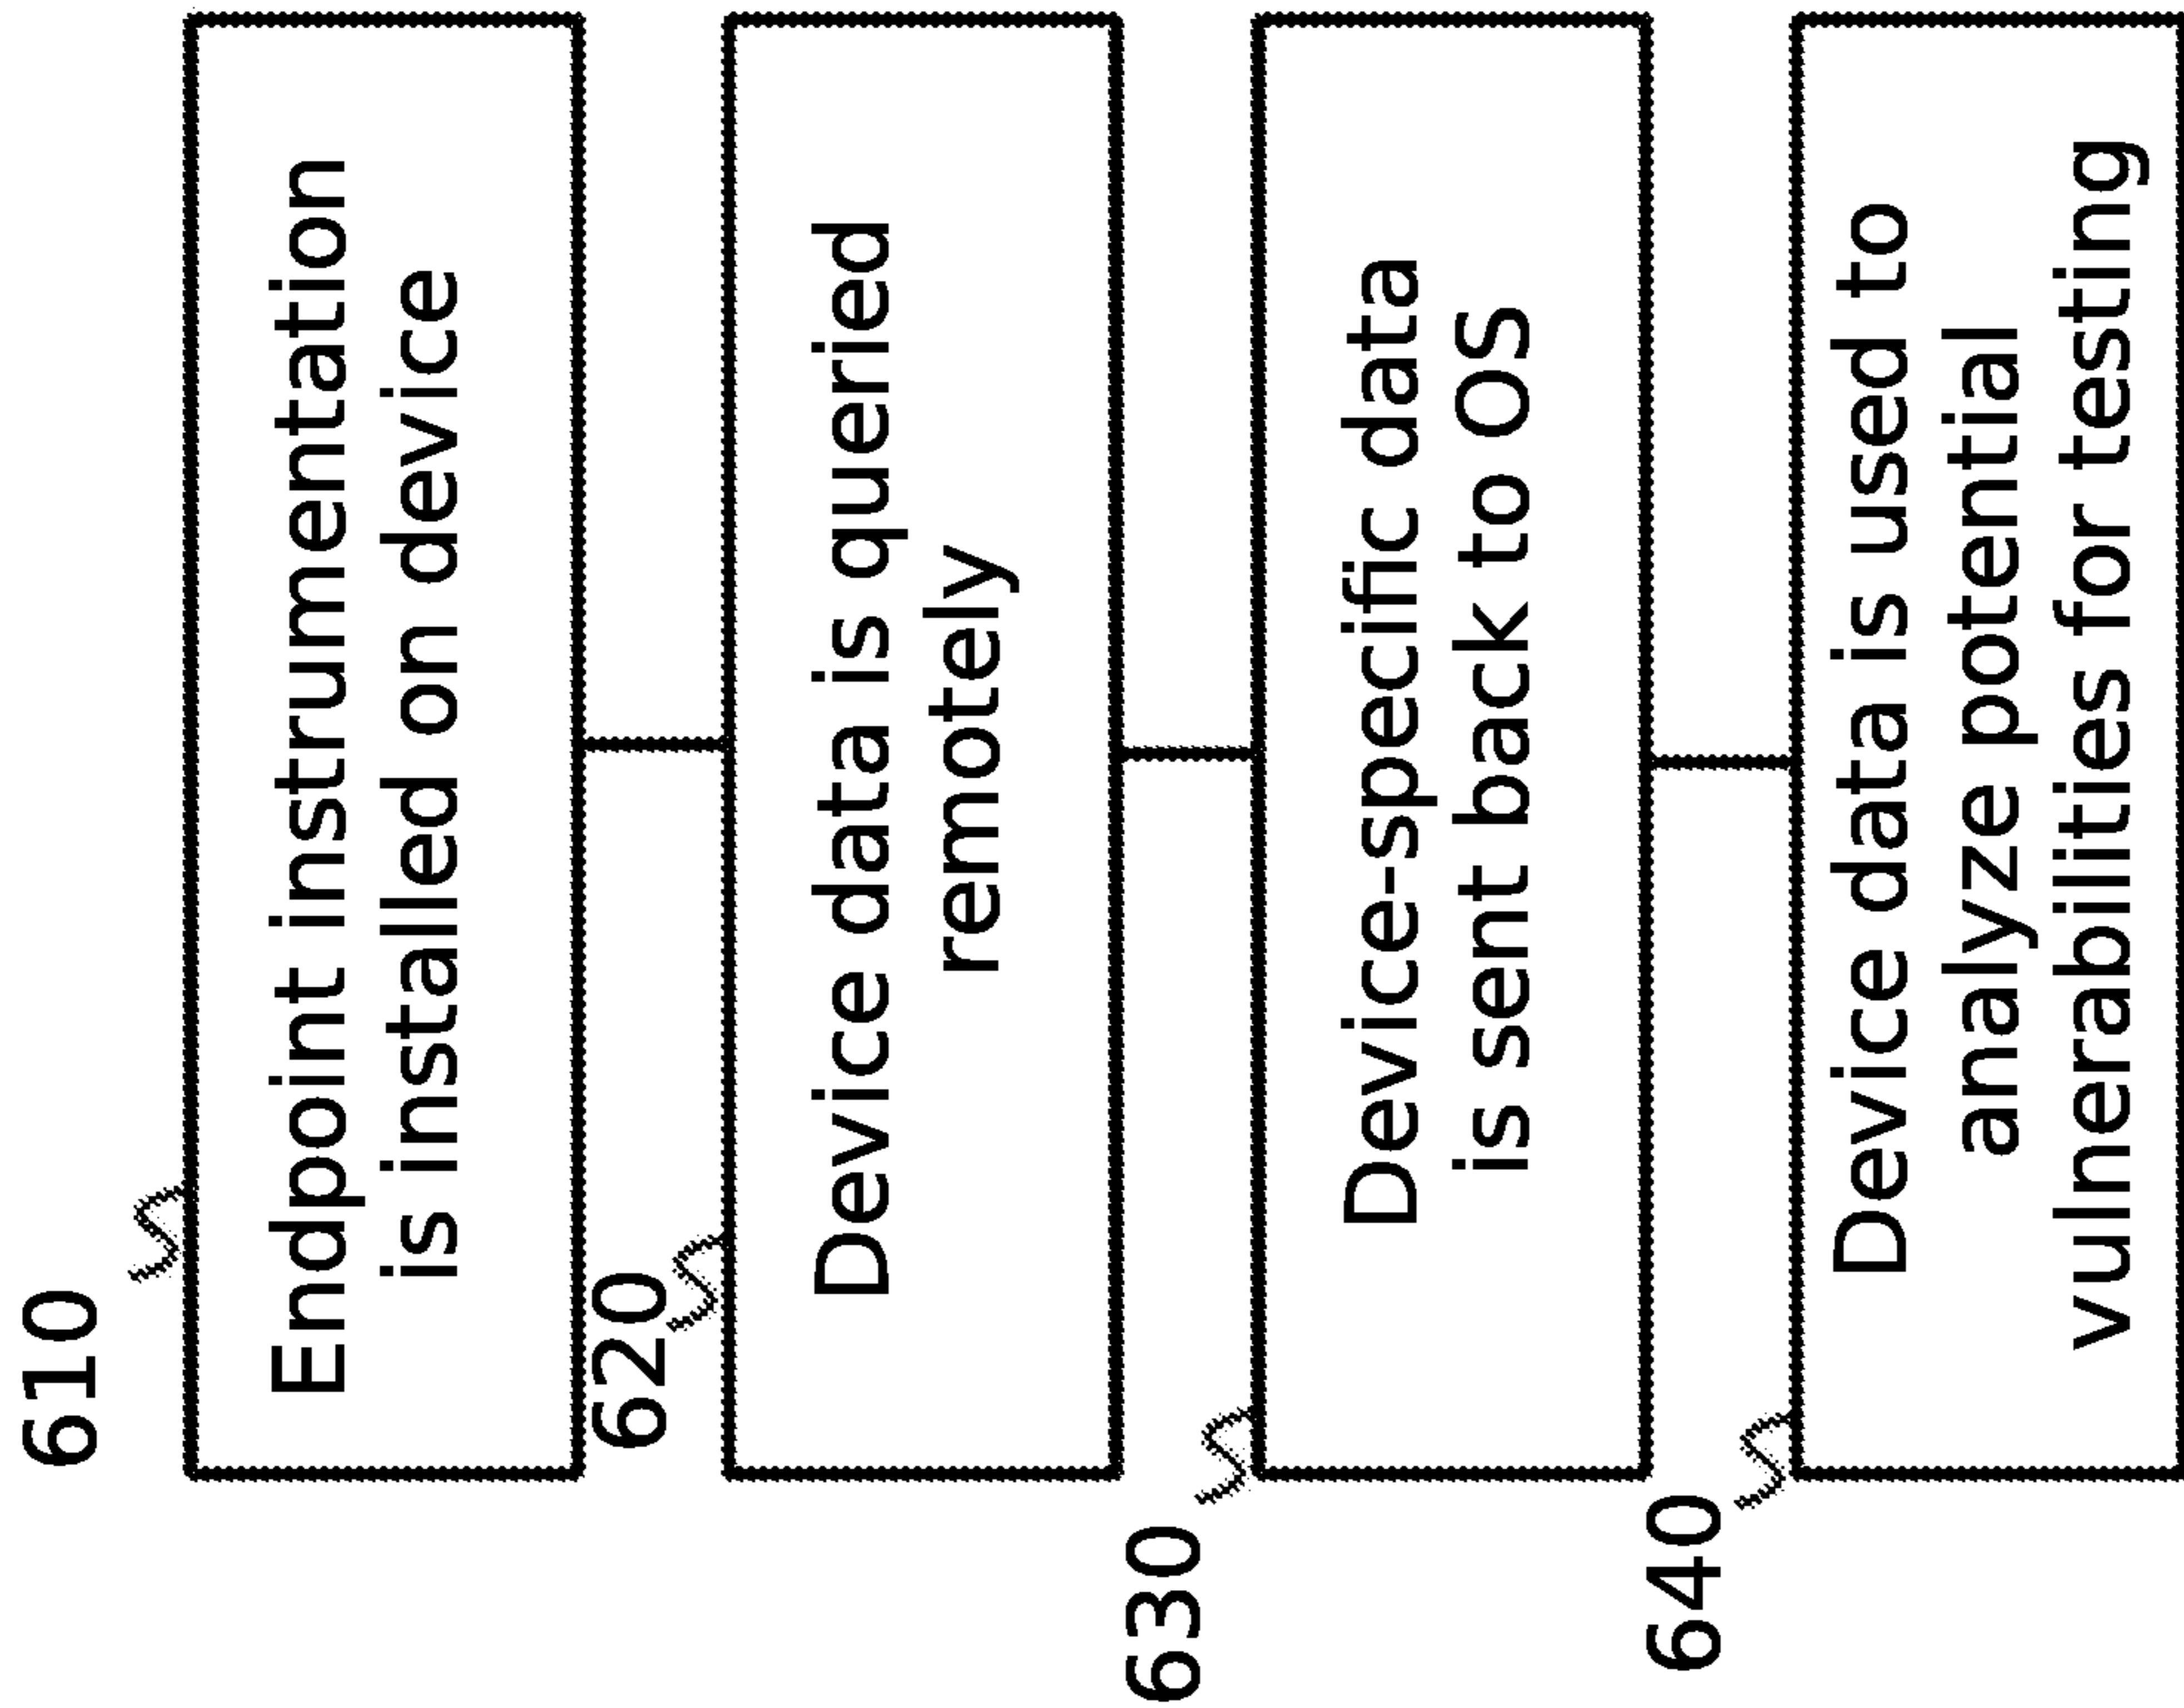 610
Endpoint instrumentation
is installed on device
620
Device data is queried
remotely
630
Device-specific data
is sent back to OS
640
Device data is used to
analyze potential
vulnerabilities for testing